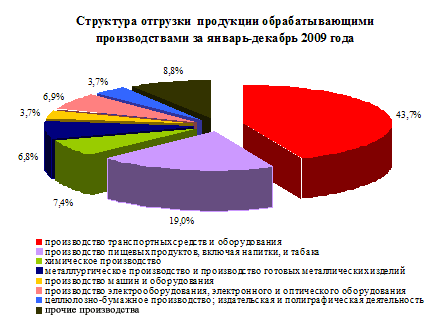 Структура отгрузки продукции обрабатывающими
производствами за январь-декабрь 2009 года
8,8%
3,7%
6,9%
3,7%
6,8%
7,4%
19,0%
43,7%
производство транспортных средств и оборудования
производство пищевых продуктов, включая напитки, и табака
химическое производство
металлургическое производство и производство готовых металлических изделий
производство машин и оборудования
производство электрооборудования, электронного и оптического оборудования
целлюлозно-бумажное производство; издательская и полиграфическая деятельность
прочие производства